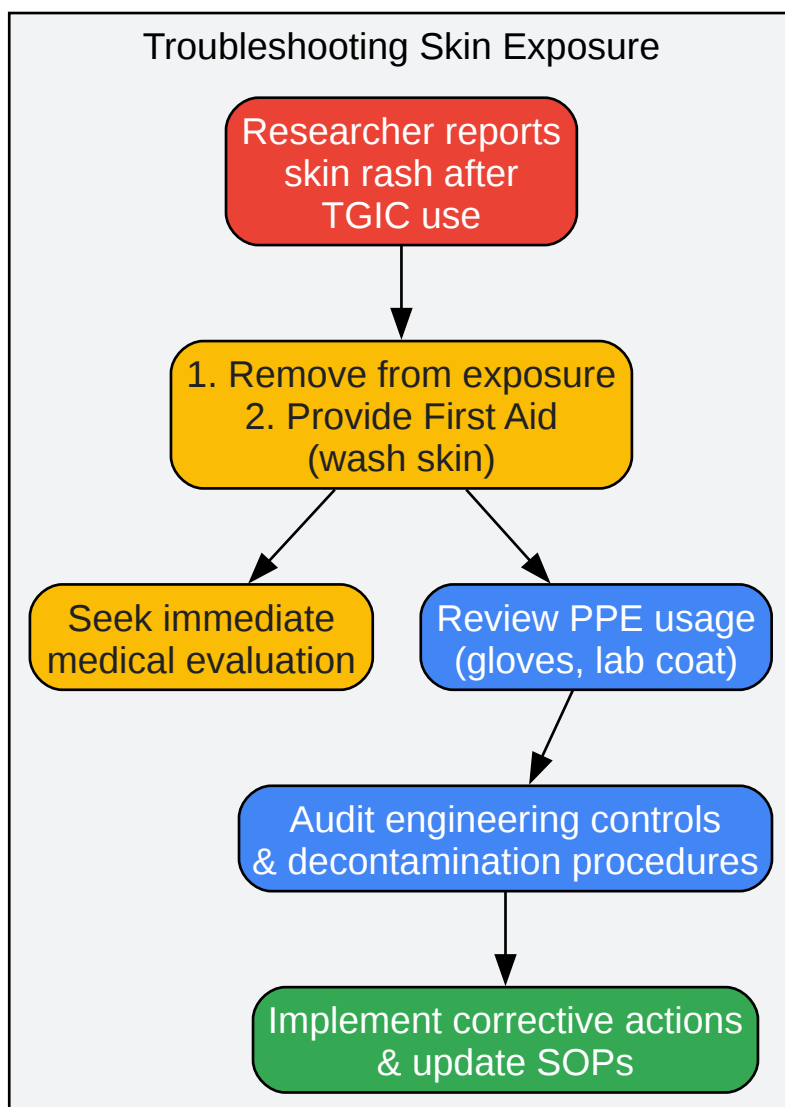 Troubleshooting Skin Exposure
Researcher reports
skin rash after
TGIC use
1. Remove from exposure
2. Provide First Aid
(wash skin)
Seek immediate
medical evaluation
Review PPE usage
(gloves, lab coat)
Audit engineering controls
& decontamination procedures
Implement corrective actions
& update SOPs